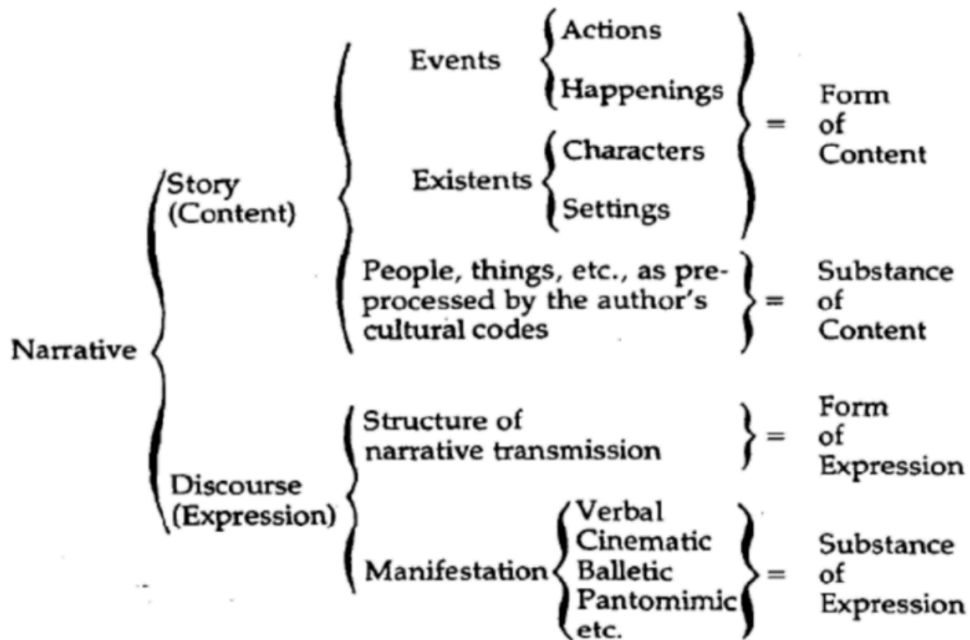 Events
Actions
Happenings
=
Form
of
Content
Existents
Characters
Settings
Story
(Content)
People, things, etc., as pre-
processed by the author's
cultural codes
=
Substance
of
Content
Narrative
Structure of
narrative transmission
=
Form
of
Expression
Discourse
(Expression)
Manifestation
Verbal
Cinematic
Balletic
Pantomimic
etc.
=
Substance
of
Expression